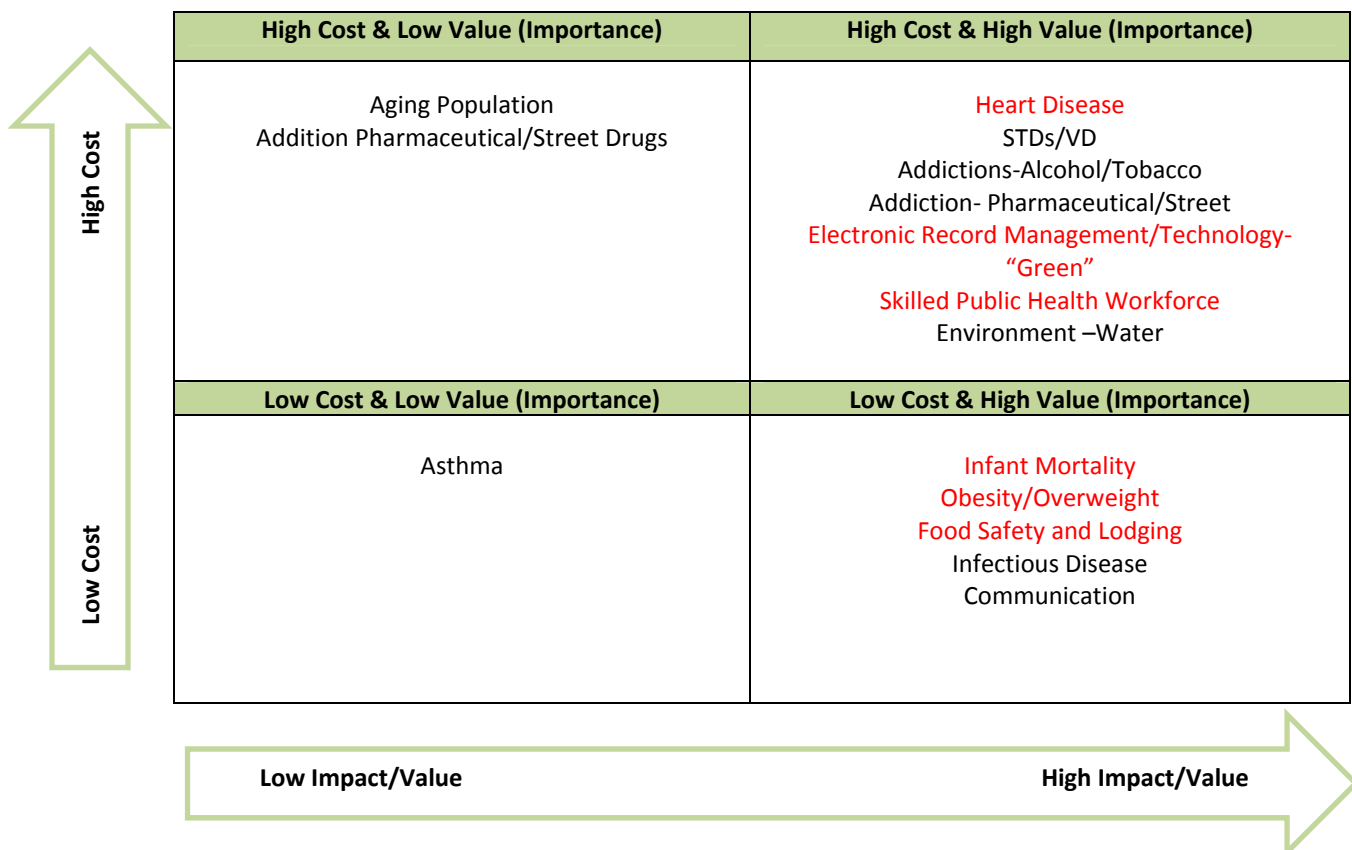 High Cost & Low Value (Importance)
High Cost & High Value (Importance)
High Cost
Aging Population
Addition Pharmaceutical/Street Drugs
Heart Disease
STDs/VD
Addictions-Alcohol/Tobacco
Addiction- Pharmaceutical/Street
Electronic Record Management/Technology-
“Green”
Skilled Public Health Workforce
Environment –Water
Low Cost & Low Value (Importance)
Low Cost & High Value (Importance)
Low Cost
Asthma
Infant Mortality
Obesity/Overweight
Food Safety and Lodging
Infectious Disease
Communication
Low Impact/Value
High Impact/Value